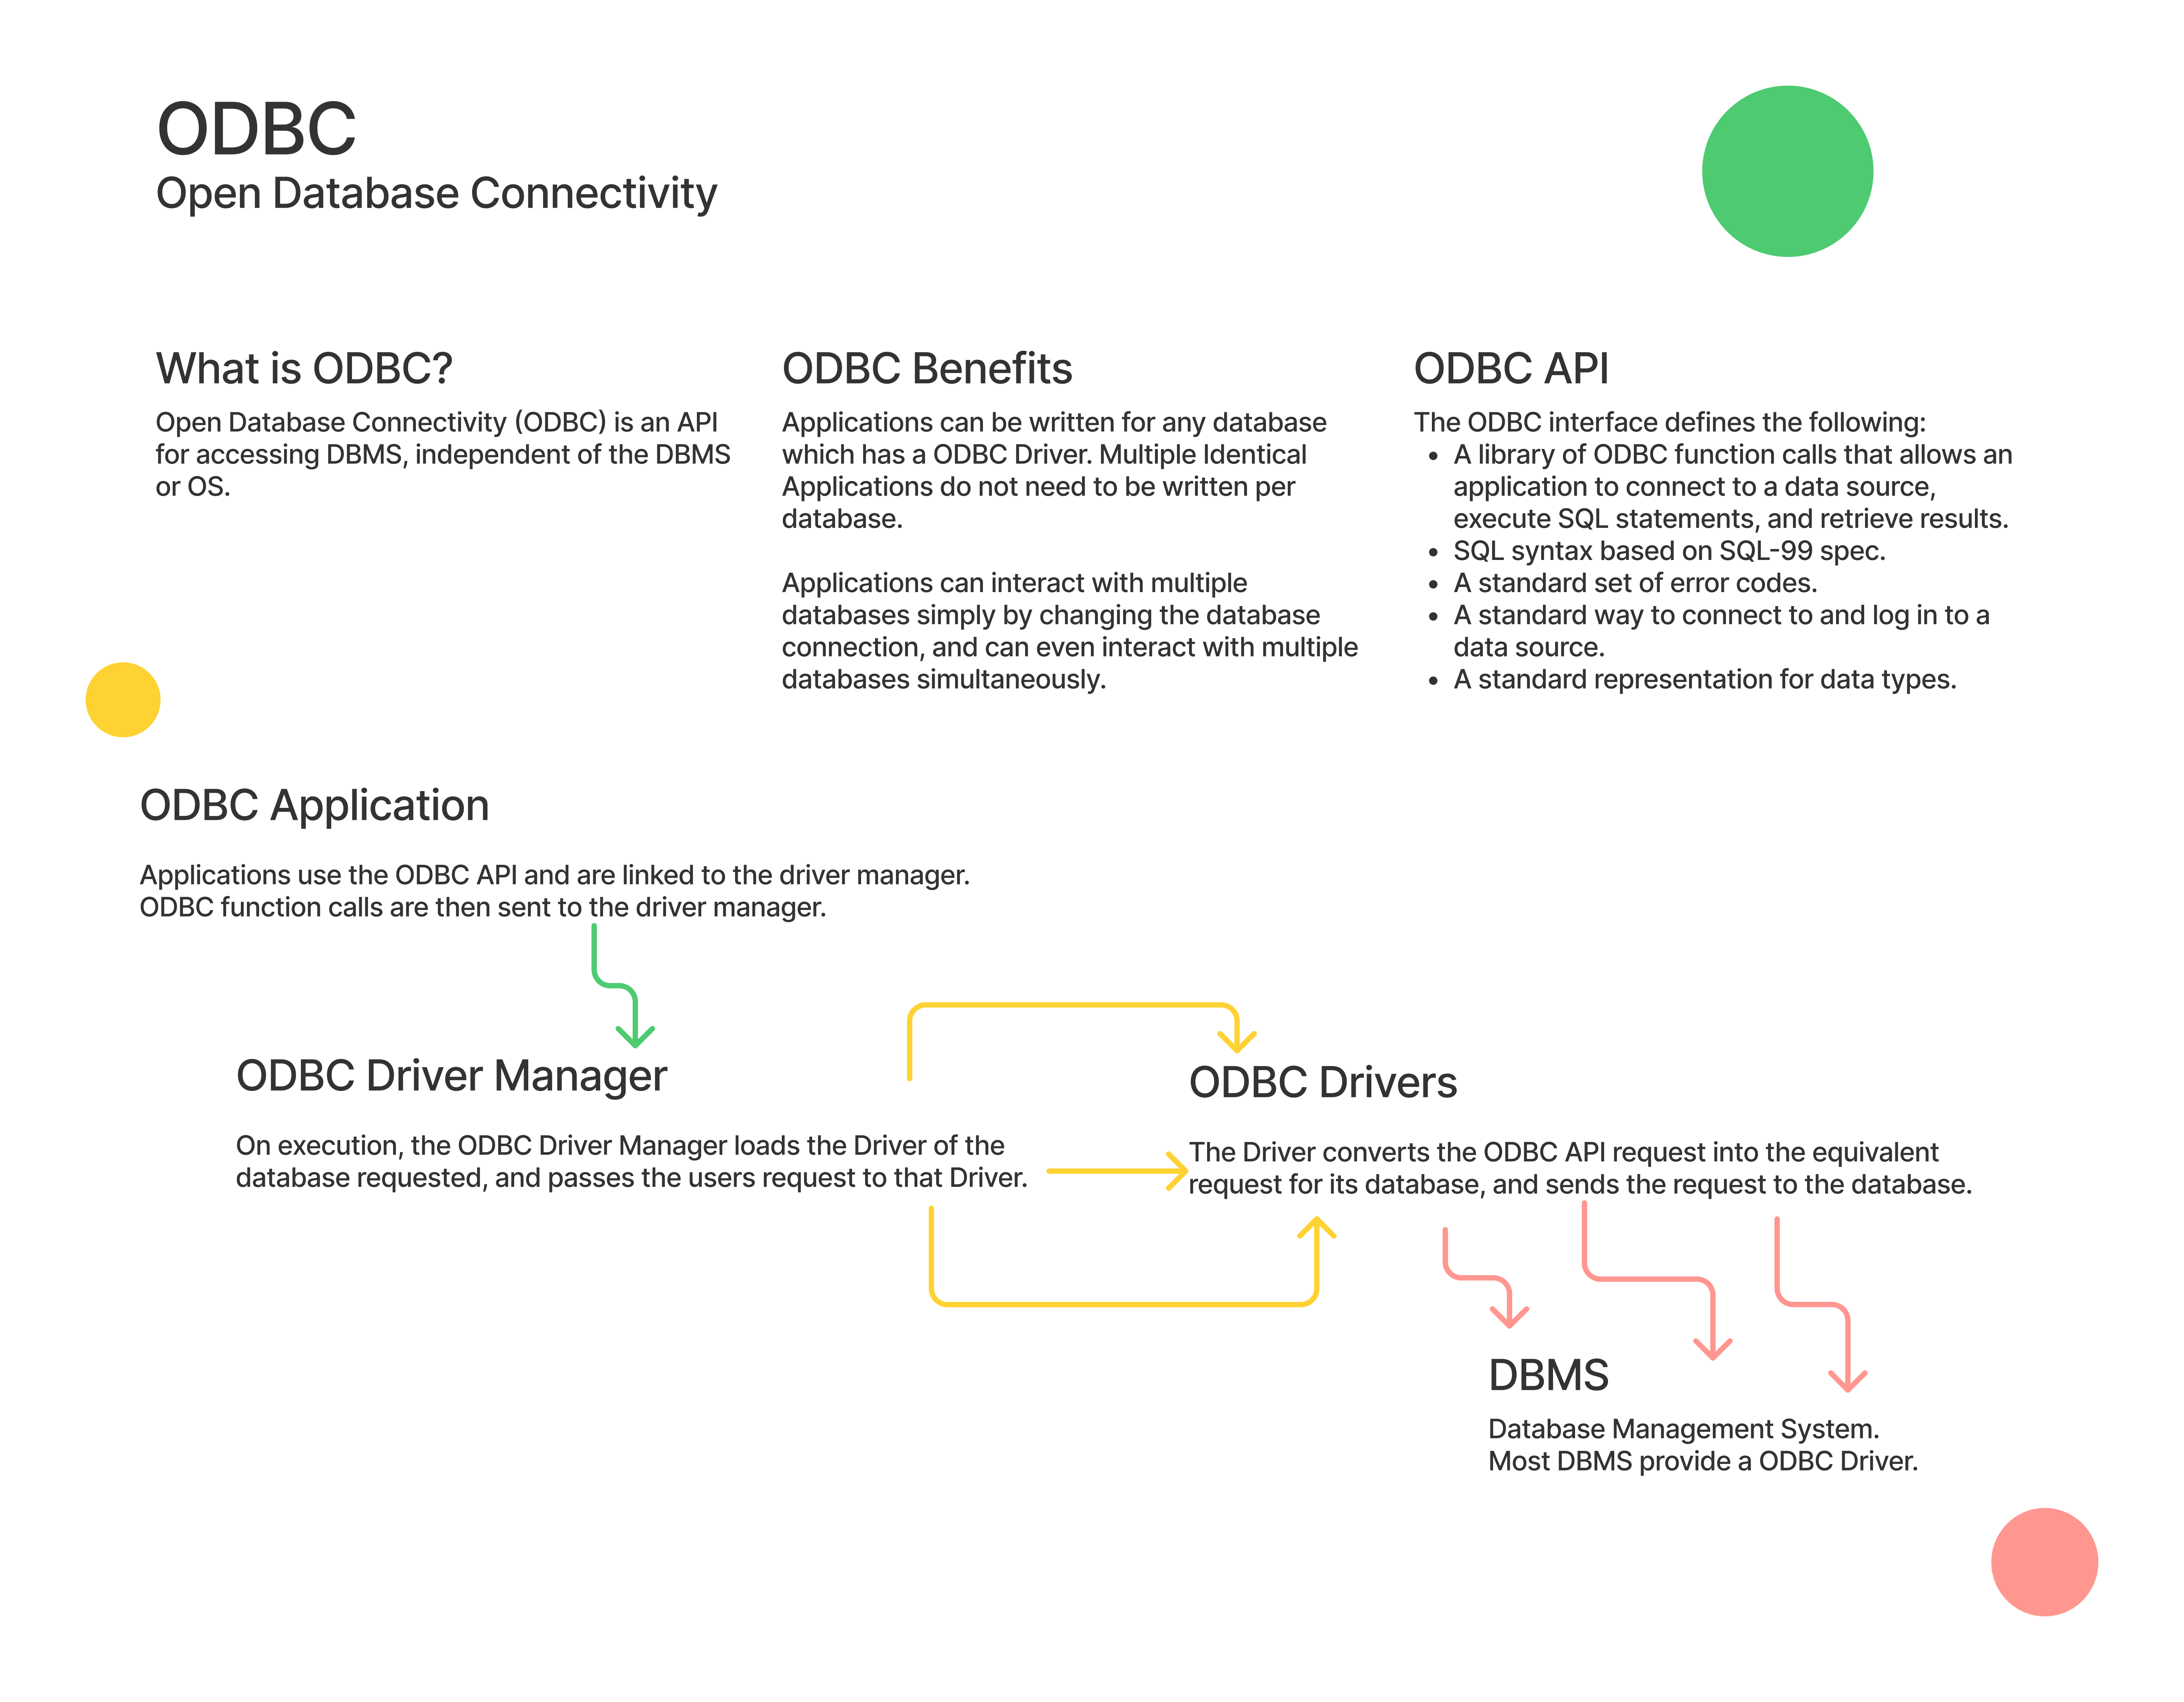 ODBC
Open Database Connectivity
What is ODBC?
Open Database Connectivity (ODBC) is an API
for accessing DBMS, independent of the DBMS
or OS.
ODBC Benefits
Applications can be written for any database
which has a ODBC Driver. Multiple Identical
Applications do not need to be written per
database.
Applications can interact with multiple
databases simply by changing the database
connection, and can even interact with multiple
databases simultaneously.
ODBC API
The ODBC interface defines the following:
• A library of ODBC function calls that allows an
application to connect to a data source,
execute SQL statements, and retrieve results.
• SQL syntax based on SQL-99 spec.
• A standard set of error codes.
• A standard way to connect to and log in to a
data source.
• A standard representation for data types.
ODBC Application
Applications use the ODBC API and are linked to the driver manager.
ODBC function calls are then sent to the driver manager.
ODBC Driver Manager
On execution, the ODBC Driver Manager loads the Driver of the
database requested, and passes the users request to that Driver.
ODBC Drivers
The Driver converts the ODBC API request into the equivalent
request for its database, and sends the request to the database.
DBMS
Database Management System.
Most DBMS provide a ODBC Driver.